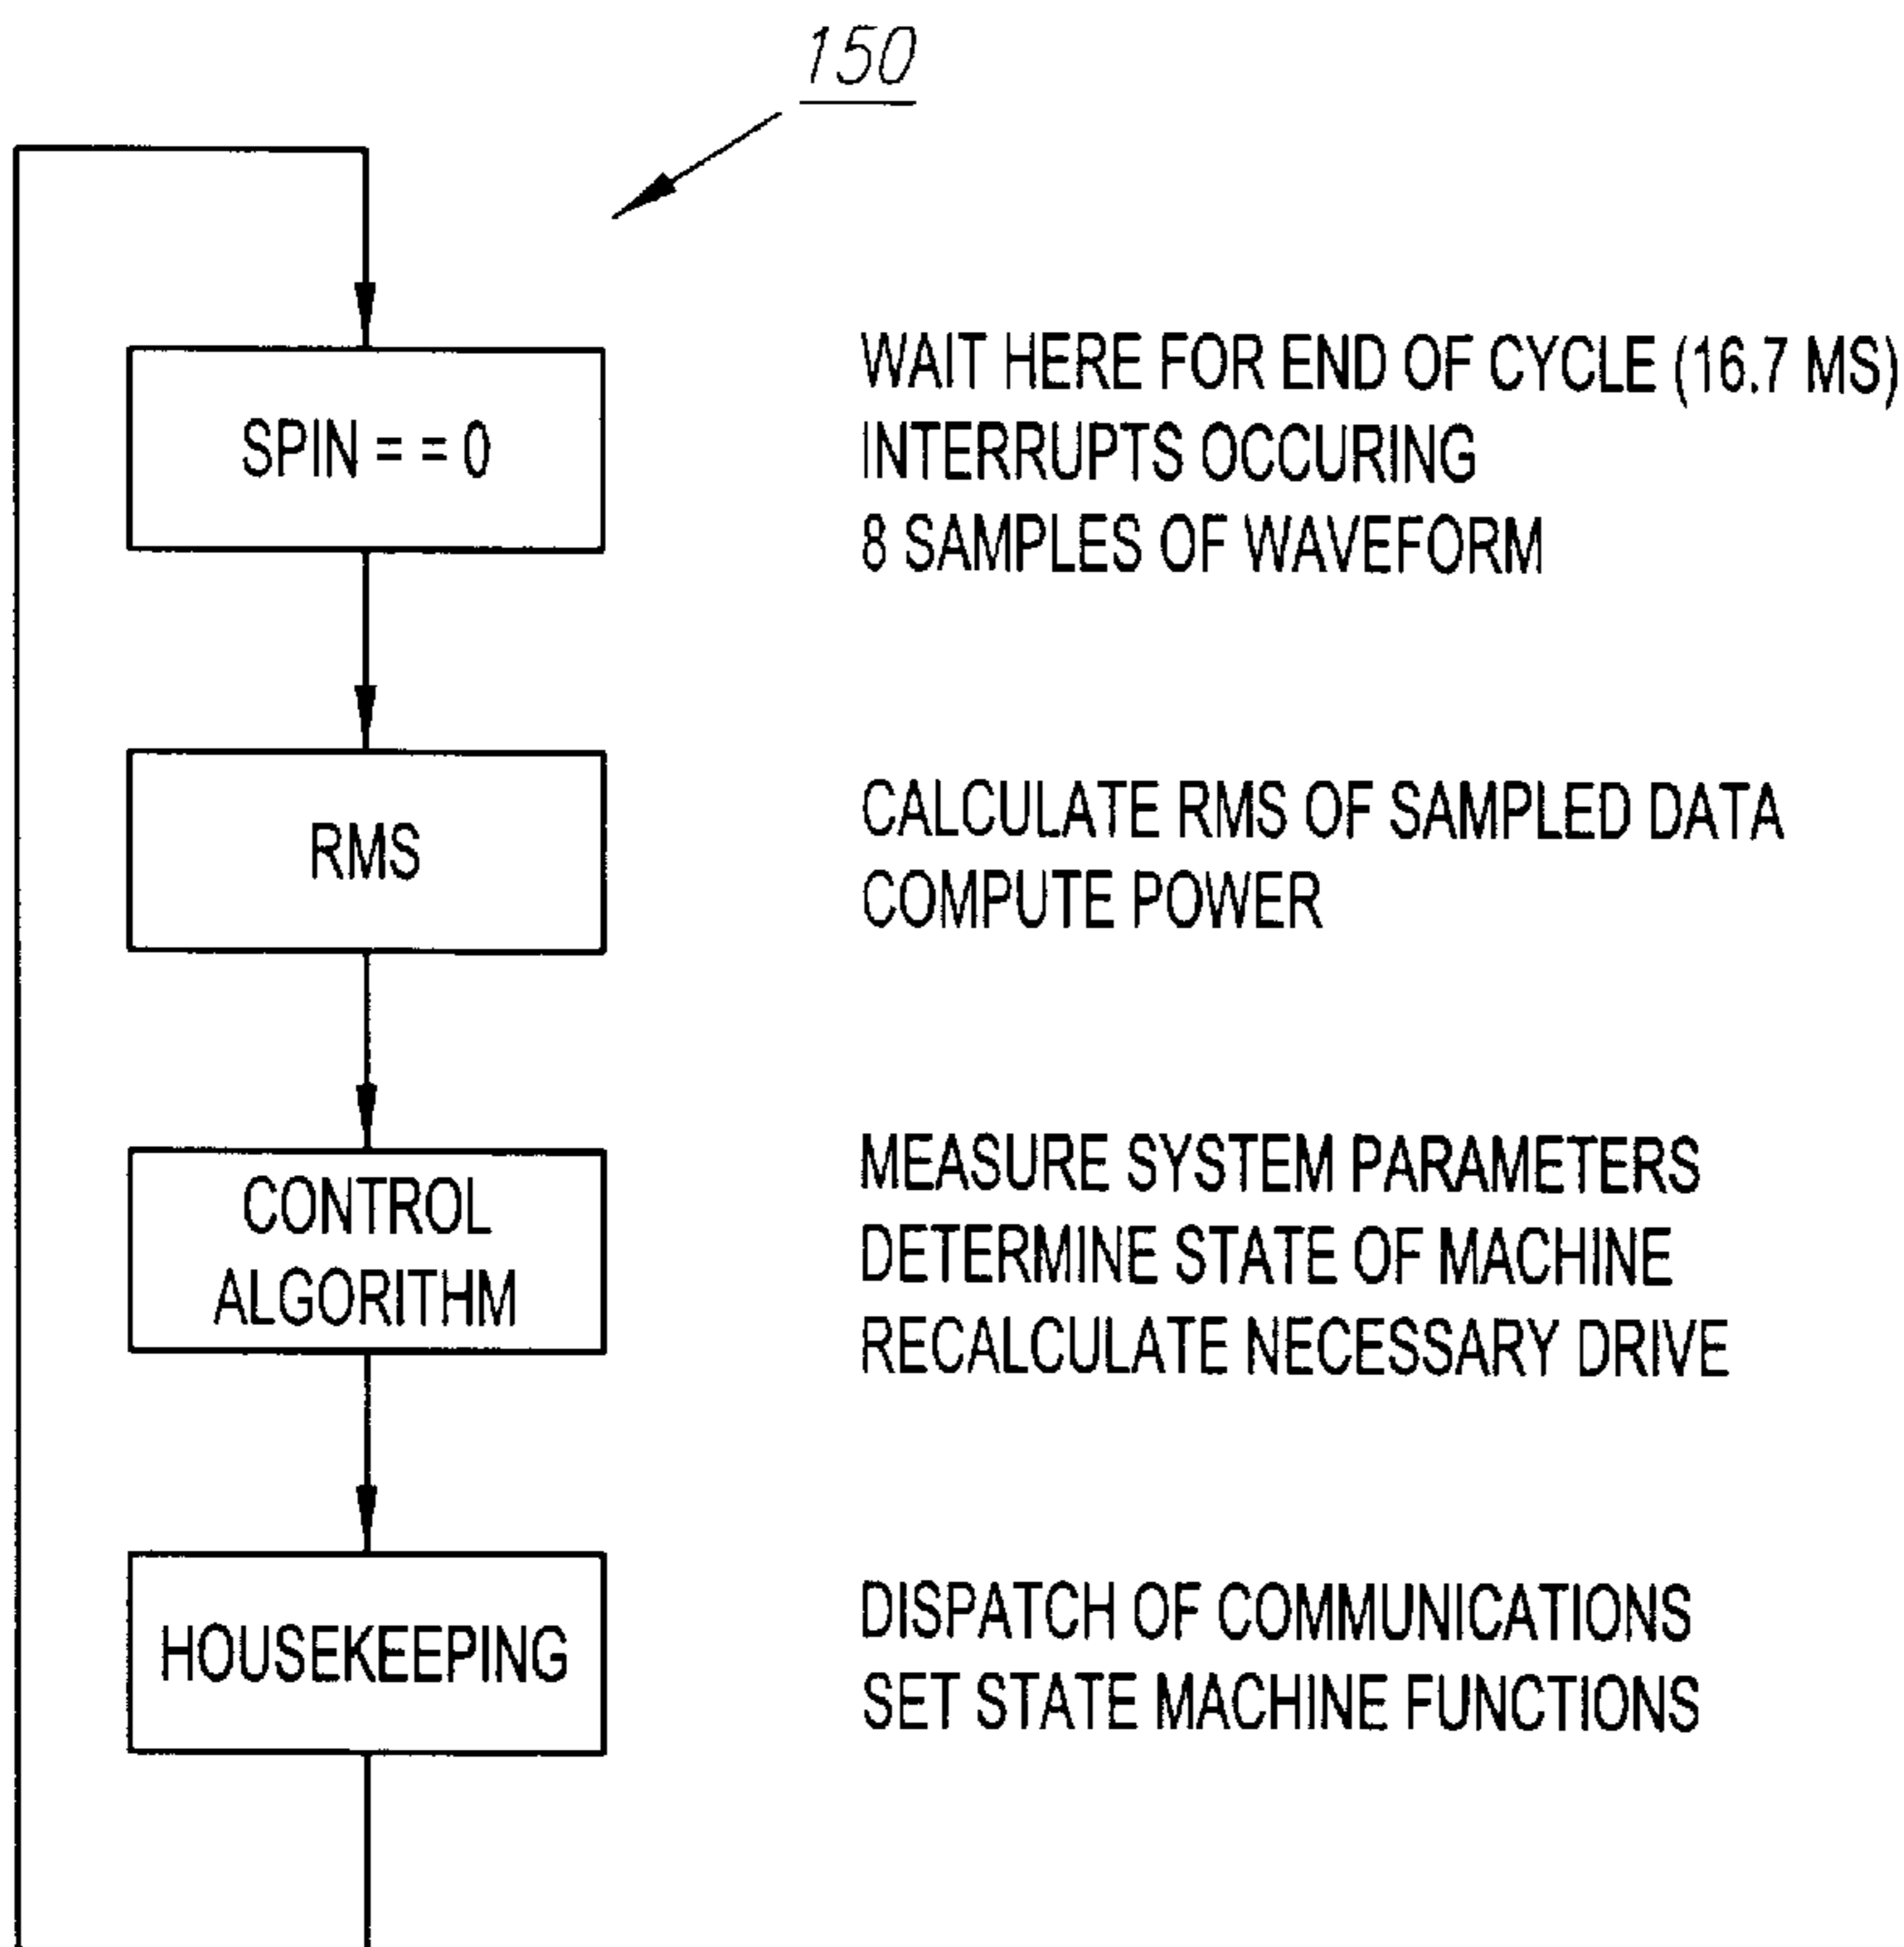 150
SPIN = = 0
WAIT HERE FOR END OF CYCLE (16.7 MS)
INTERRUPTS OCCURING
8 SAMPLES OF WAVEFORM
RMS
CALCULATE RMS OF SAMPLED DATA
COMPUTE POWER
CONTROL
ALGORITHM
MEASURE SYSTEM PARAMETERS
DETERMINE STATE OF MACHINE
RECALCULATE NECESSARY DRIVE
HOUSEKEEPING
DISPATCH OF COMMUNICATIONS
SET STATE MACHINE FUNCTIONS